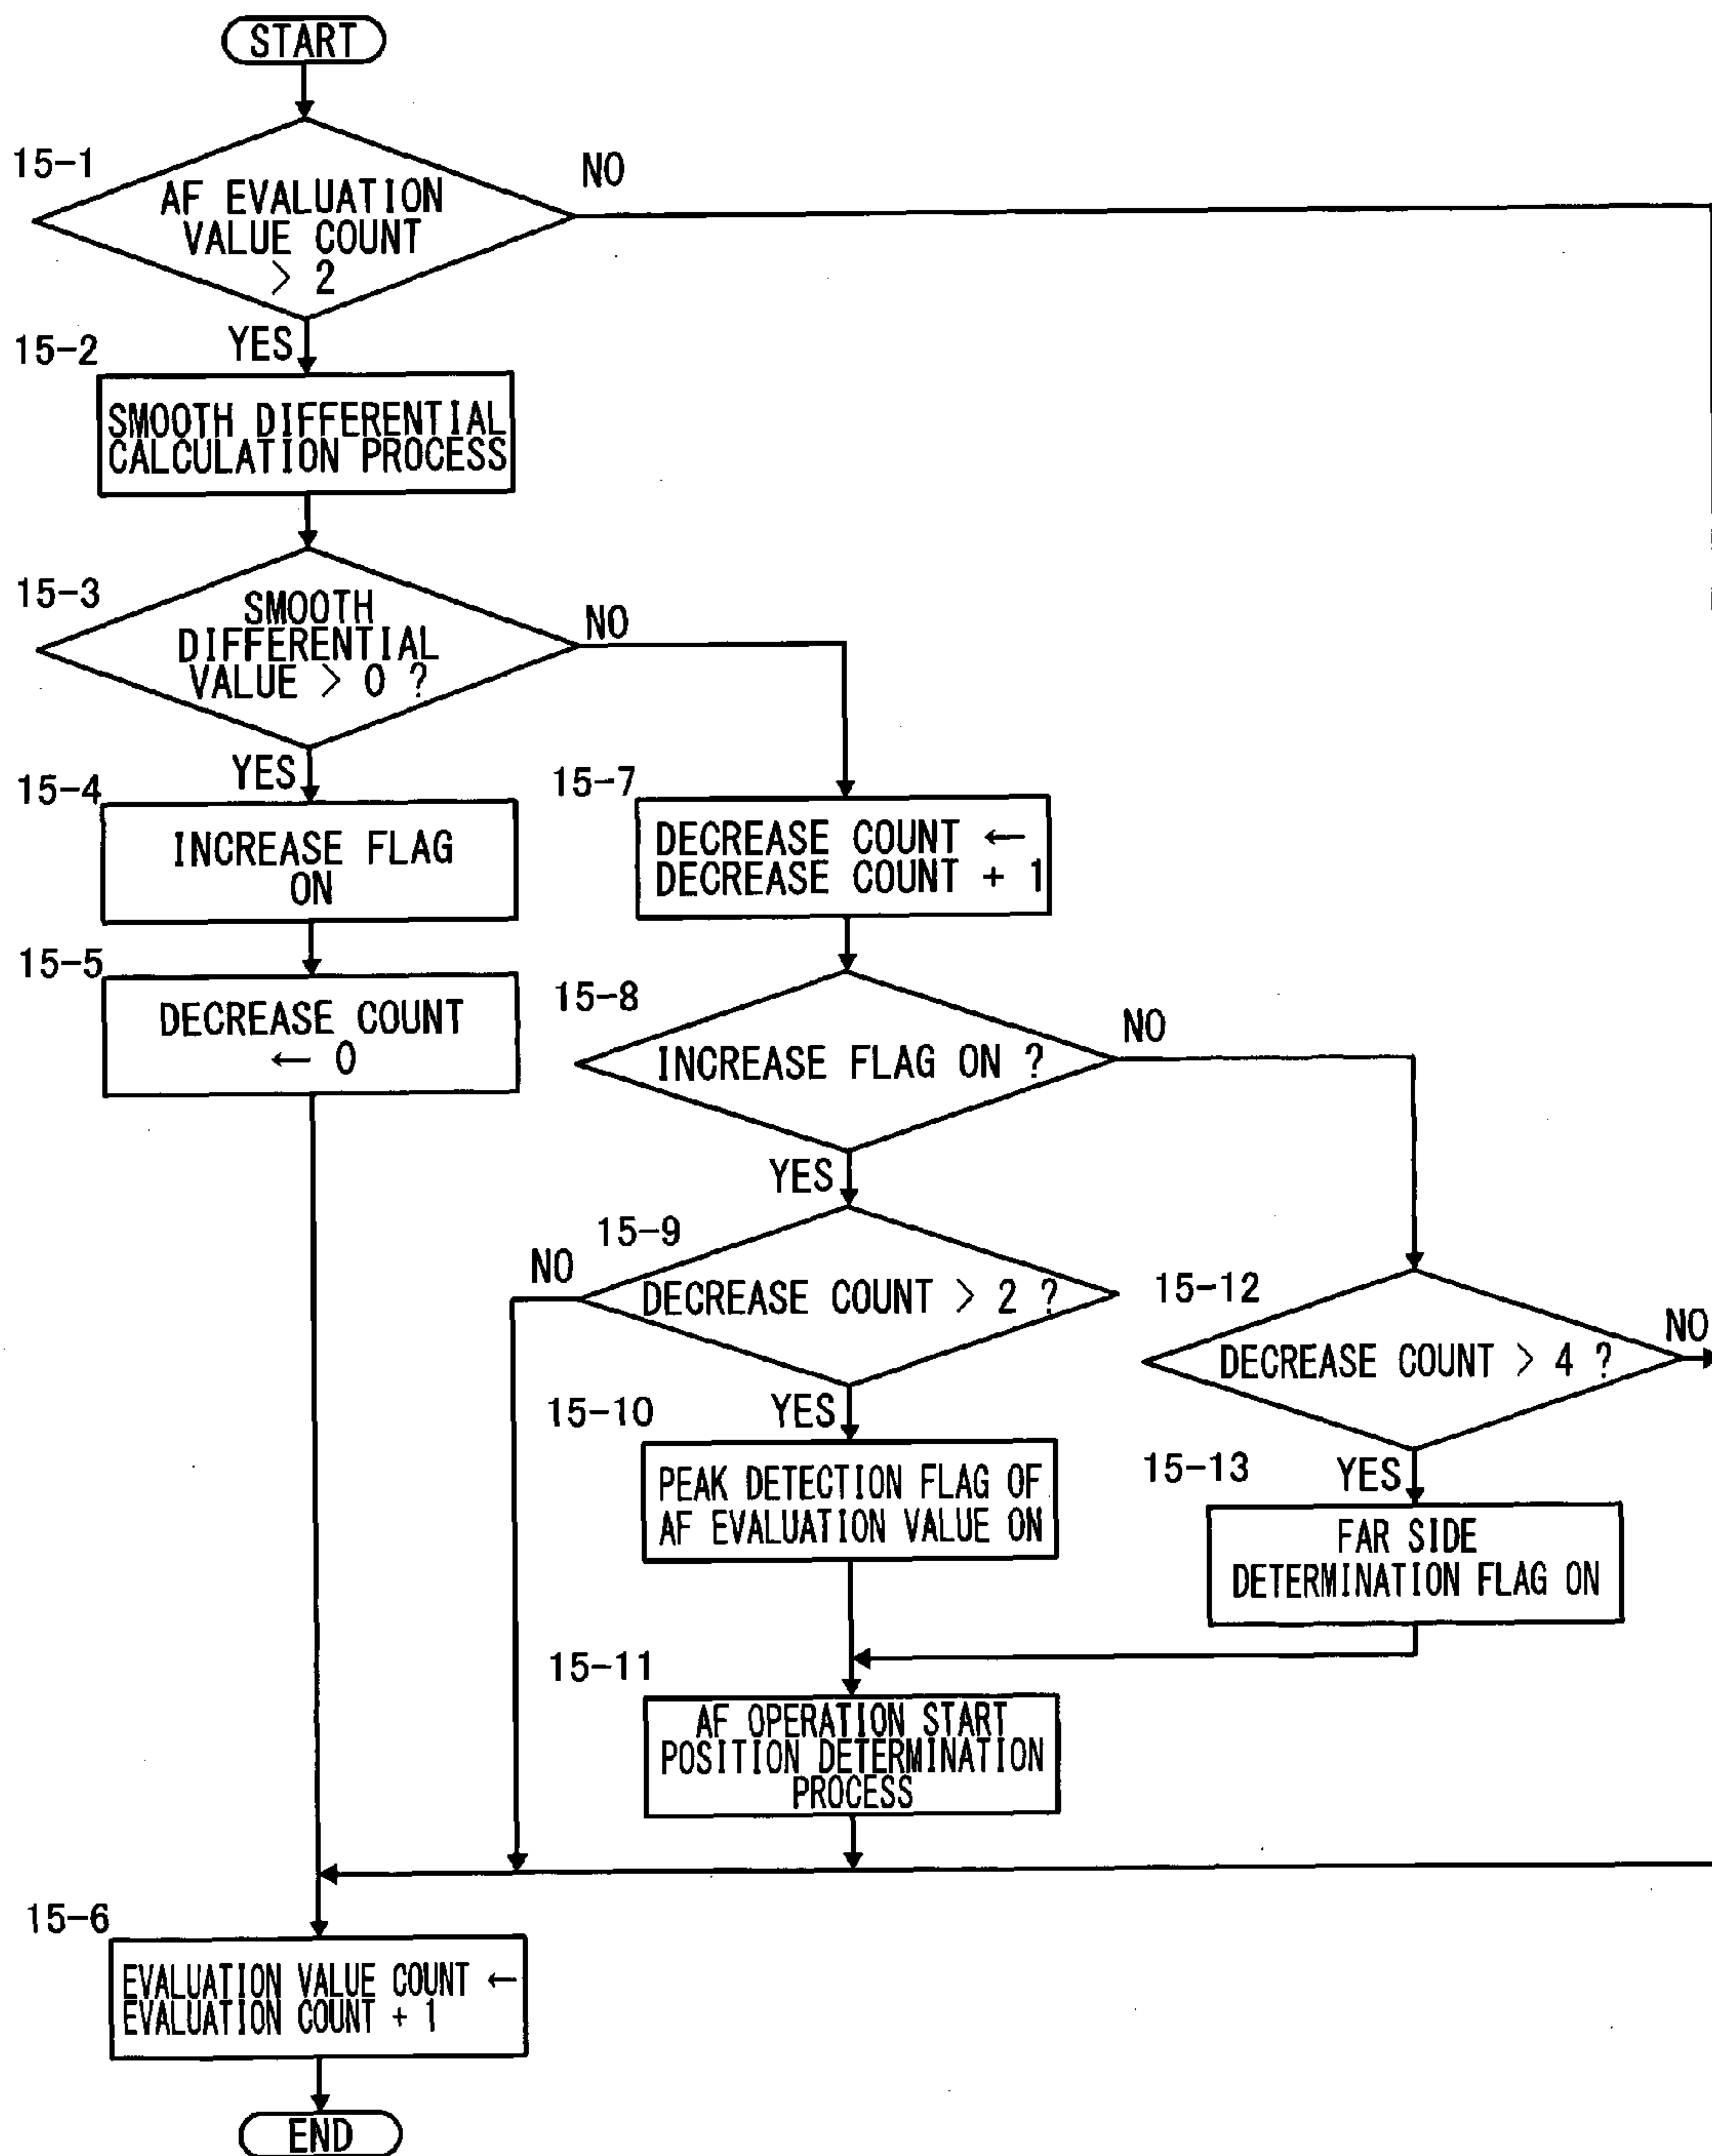 START
15-1
NO
AF EVALUATION
VALUE COUNT
> 2
YES
15-2
SMOOTH DIFFERENTIAL
CALCULATION PROCESS
15-3
NO
SMOOTH
DIFFERENTIAL
VALUE > 0 ?
YES
15-4
INCREASE FLAG
ON
15-5
DECREASE COUNT
← 0
15-7
DECREASE COUNT ←
DECREASE COUNT + 1
15-8
NO
INCREASE FLAG ON ?
YES
15-9
NO
DECREASE COUNT > 2 ?
YES
15-10
PEAK DETECTION FLAG OF
AF EVALUATION VALUE ON
15-12
NO
DECREASE COUNT > 4 ?
YES
15-13
FAR SIDE
DETERMINATION FLAG ON
15-11
AF OPERATION START
POSITION DETERMINATION
PROCESS
15-6
EVALUATION VALUE COUNT ←
EVALUATION COUNT + 1
END